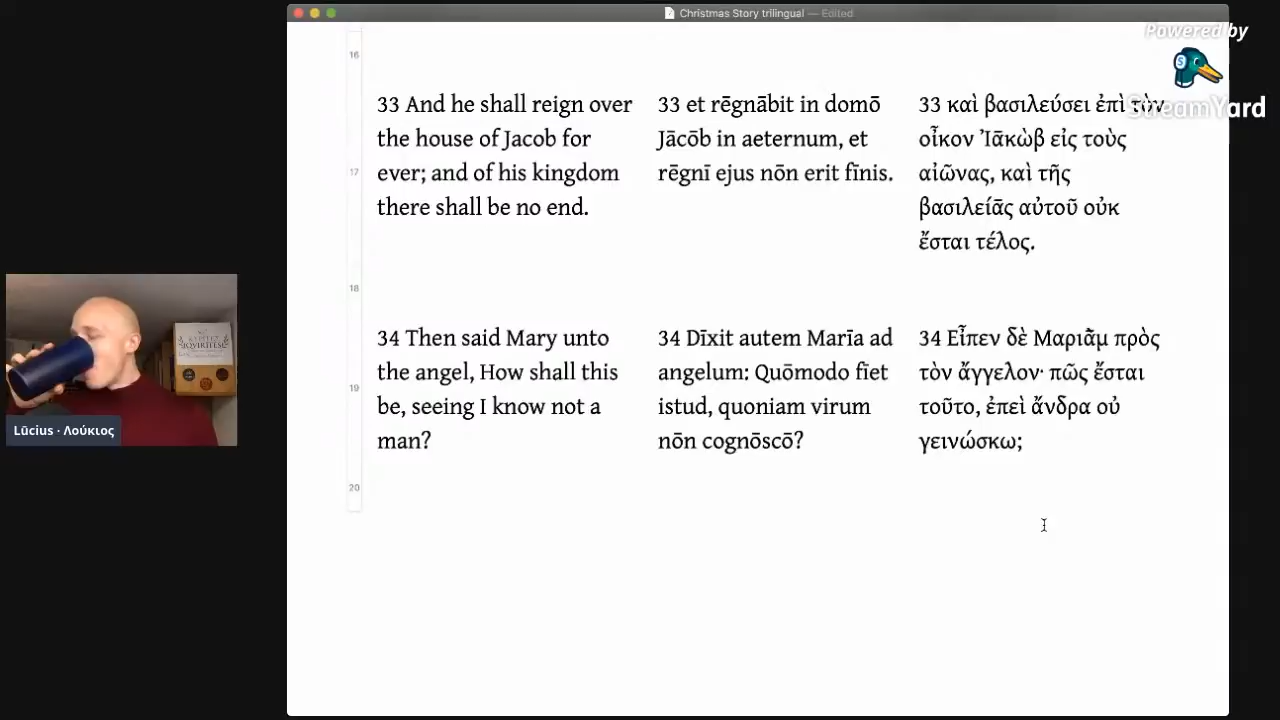 Christmas Story trilingual — Edited
Powered by
StreamYard
16
33 And he shall reign over
the house of Jacob for
ever; and of his kingdom
there shall be no end.
33 et rēgnābit in domō
Jācōb in aeternum, et
rēgnī ejus nōn erit fīnis.
33 καὶ βασιλεύσει ἐπὶ τὸν
οἶκον Ἰᾱκὼβ εἰς τοὺς
αἰῶνας, καὶ τῆς
βασιλείᾱς αὐτοῦ οὐκ
ἔσται τέλος.
17
18
34 Then said Mary unto
the angel, How shall this
be, seeing I know not a
man?
34 Dīxit autem Marīa ad
angelum: Quōmodo fīet
istud, quoniam virum
nōn cognōscō?
34 Εἶπεν δὲ Μαριᾱ̀μ πρὸς
τὸν ἄγγελον· πῶς ἔσται
τοῦτο, ἐπεὶ ἄνδρα οὐ
γεινώσκω;
19
20
Lūcius · Λούκιος